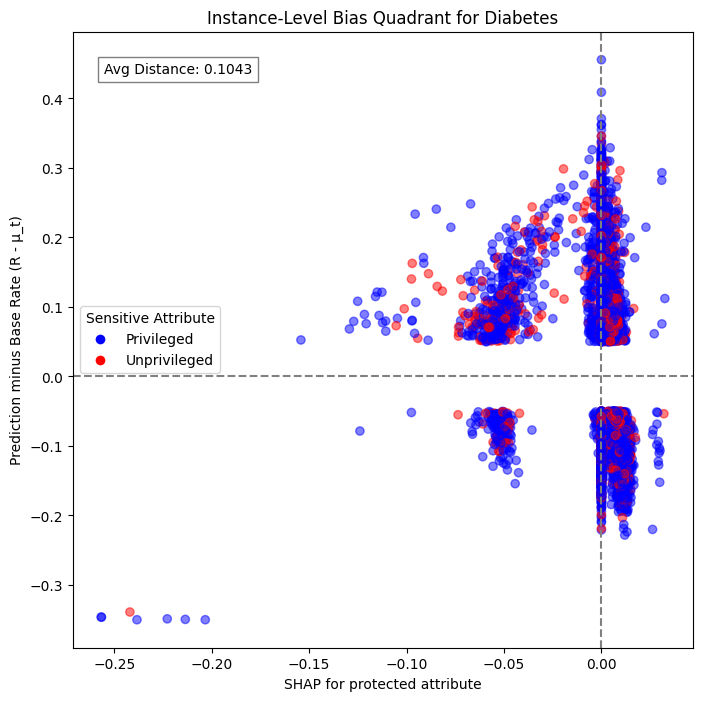 Instance-Level Bias Quadrant for Diabetes
Avg Distance: 0.1043
Prediction minus Base Rate (R - μ_t)
0.4
0.3
0.2
0.1
0.0
−0.1
−0.2
−0.3
Sensitive Attribute
Privileged
Unprivileged
−0.25
−0.20
−0.15
−0.10
−0.05
0.00
SHAP for protected attribute